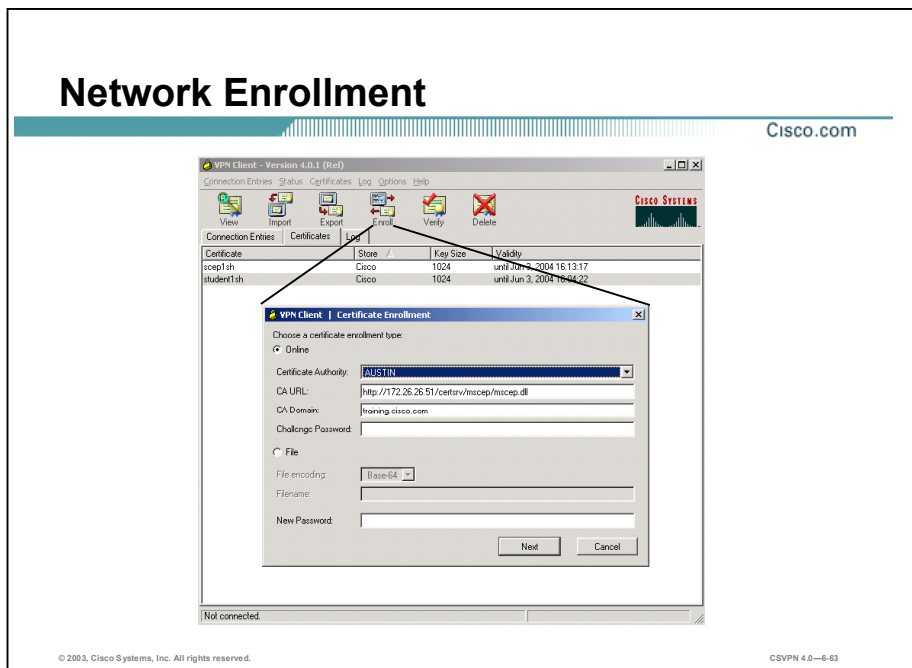 Network Enrollment
Cisco.com
VPN Client - Version 4.0.1 (Rel)
Connection Entries Status Certificates Log Options Help
View Import Export Enroll Verify Delete
CISCO SYSTEMS
Connection Entries Certificates Log
Certificate Store Key Size Validity
scep1sh Cisco 1024 until Jun 3, 2004 16:13:17
student1sh Cisco 1024 until Jun 3, 2004 16:04:22
VPN Client | Certificate Enrollment
Choose a certificate enrollment type:
Online
Certificate Authority: AUSTIN
CA URL: http://172.26.26.51/certsrv/mscep/mscep.dll
CA Domain: training.cisco.com
Challenge Password:
File
File encoding: Base-64
Filename:
New Password:
Next Cancel
Not connected.
© 2003, Cisco Systems, Inc. All rights reserved. CSVPN 4.0—6-63